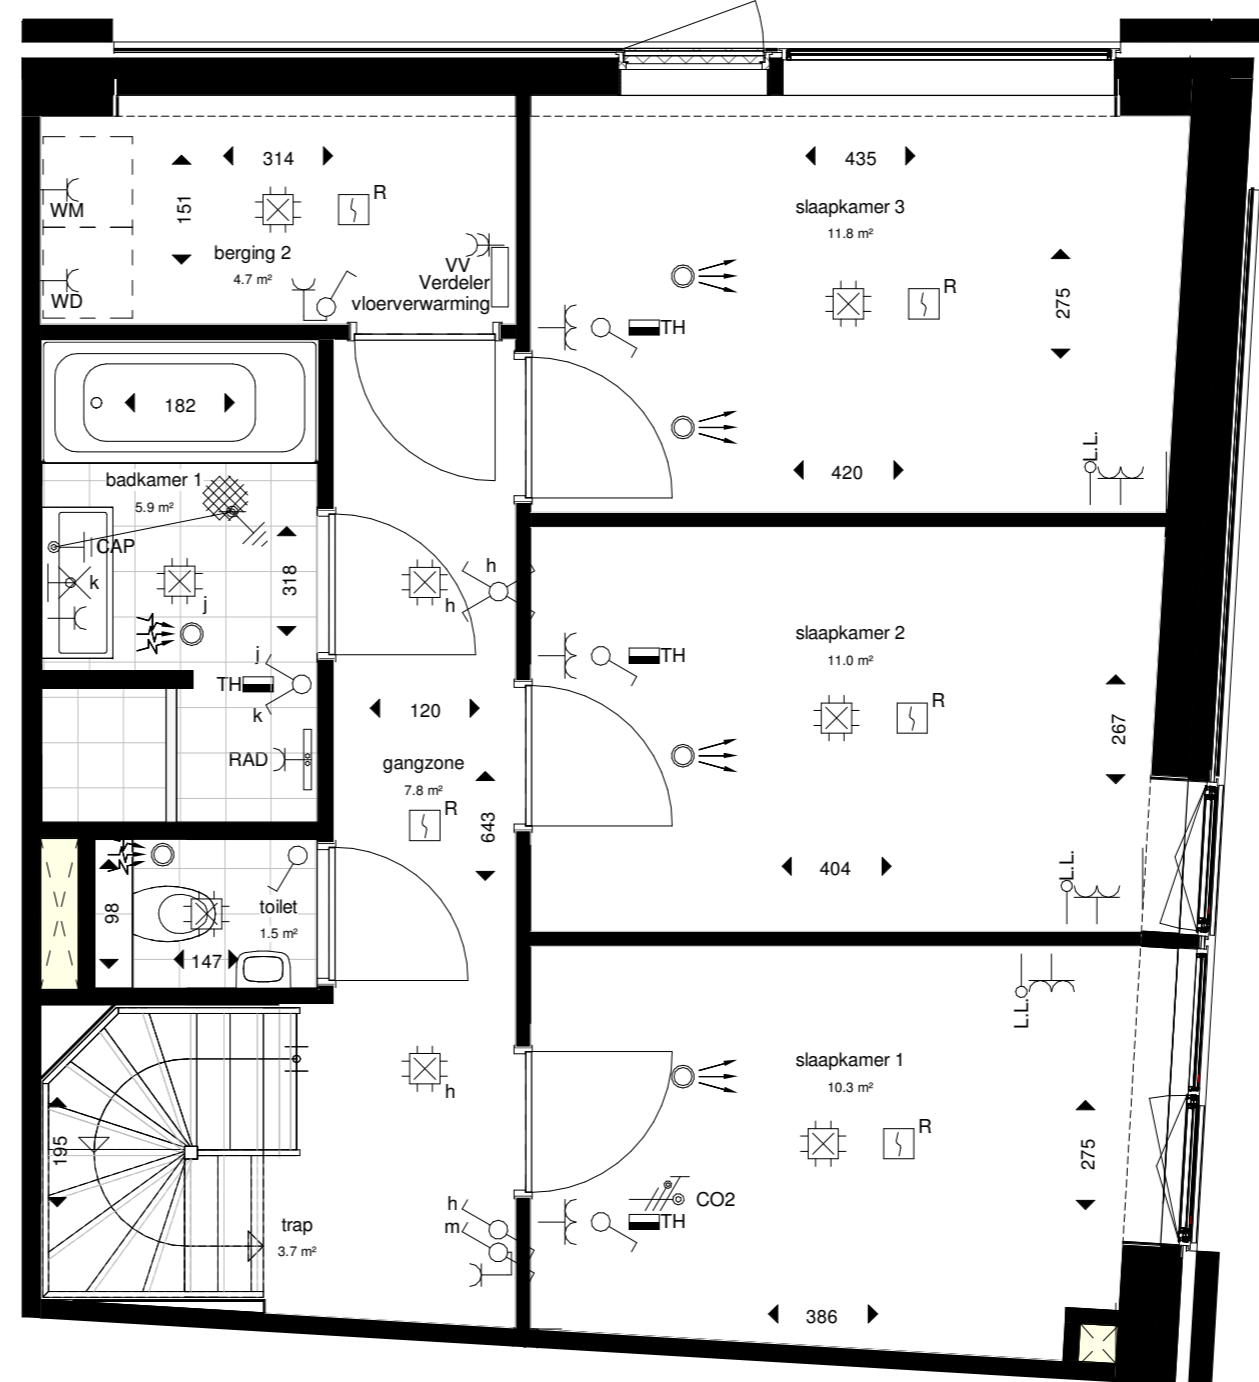 314
435
151
R
WM
slaapkamer 3
11.8 m²
berging 2
4.7 m²
VV
Verdeler
vloerverwarming
WD
R
275
TH
182
420
L.L.
badkamer 1
5.9 m²
CAP
k
j
318
h
h
slaapkamer 2
11.0 m²
TH
j
TH
k
RAD
120
gangzone
7.8 m²
R
643
R
267
404
L.L.
98
toilet
1.5 m²
147
L.L.
slaapkamer 1
10.3 m²
h
R
275
195
CO2
TH
h
m
trap
3.7 m²
386